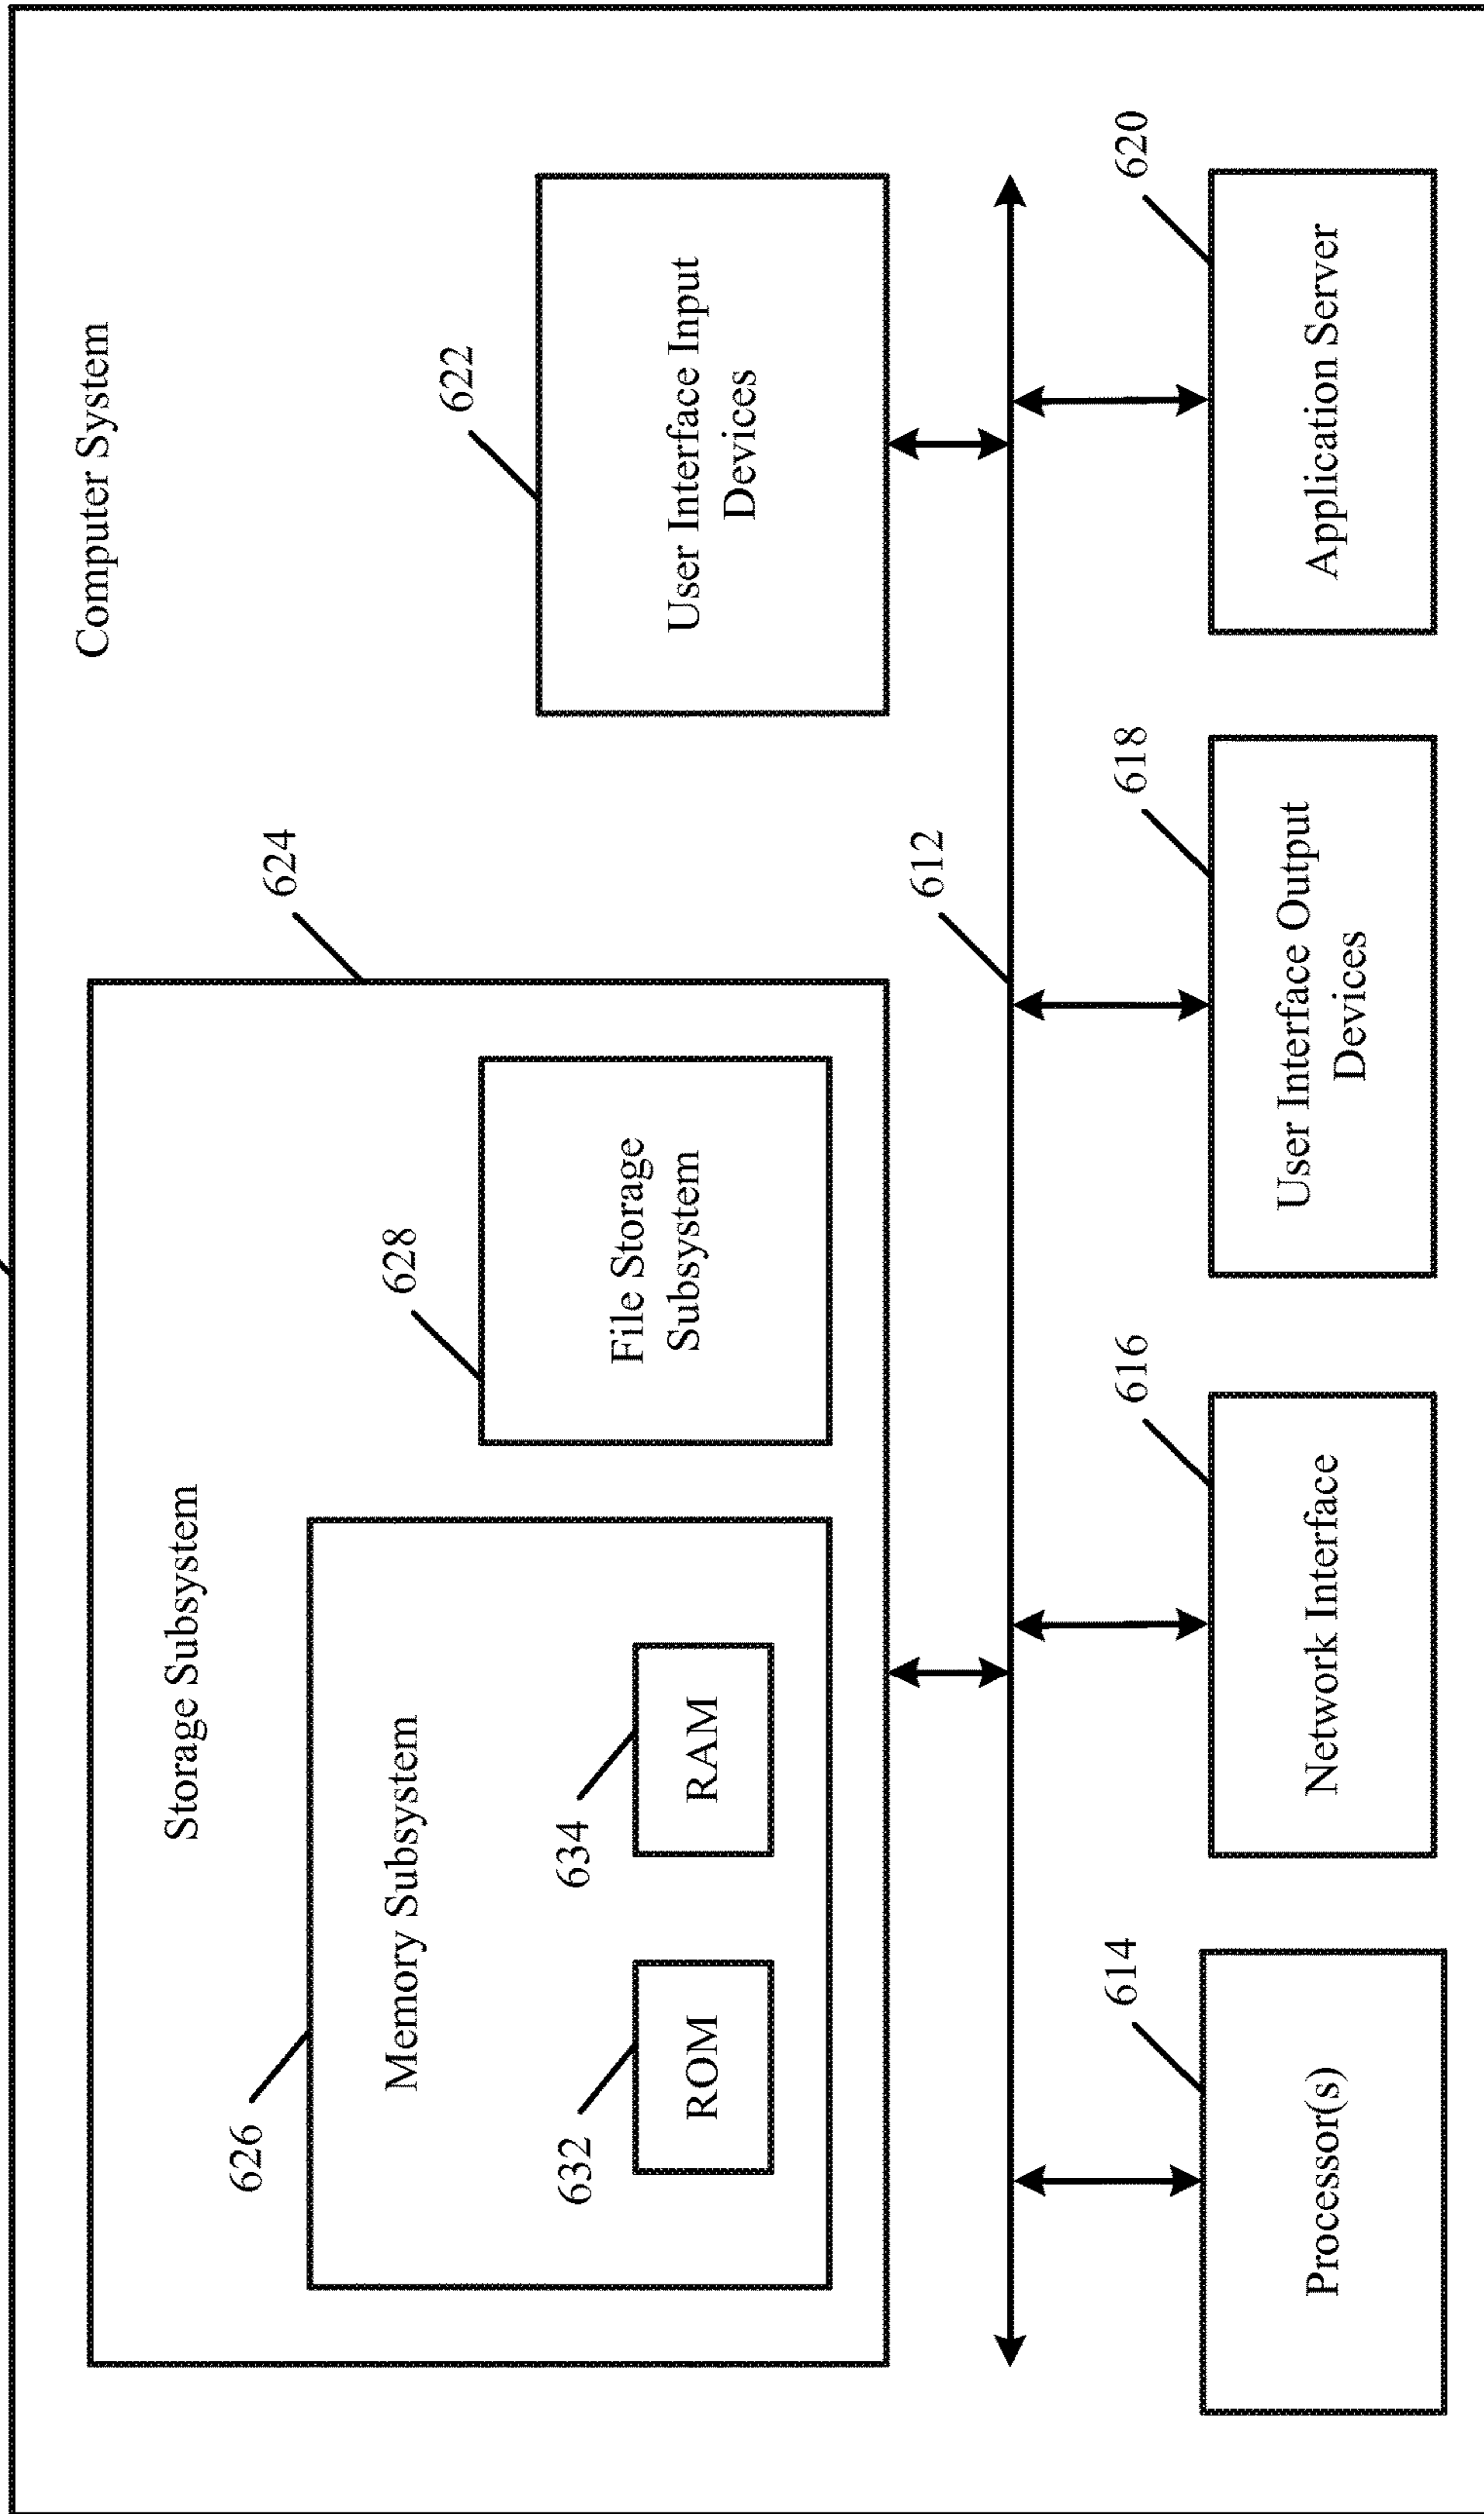 Computer System
Storage Subsystem
624
626
Memory Subsystem
628
622
632
634
ROM
RAM
File Storage
Subsystem
User Interface Input
Devices
612
614
616
618
620
Processor(s)
Network Interface
User Interface Output
Devices
Application Server